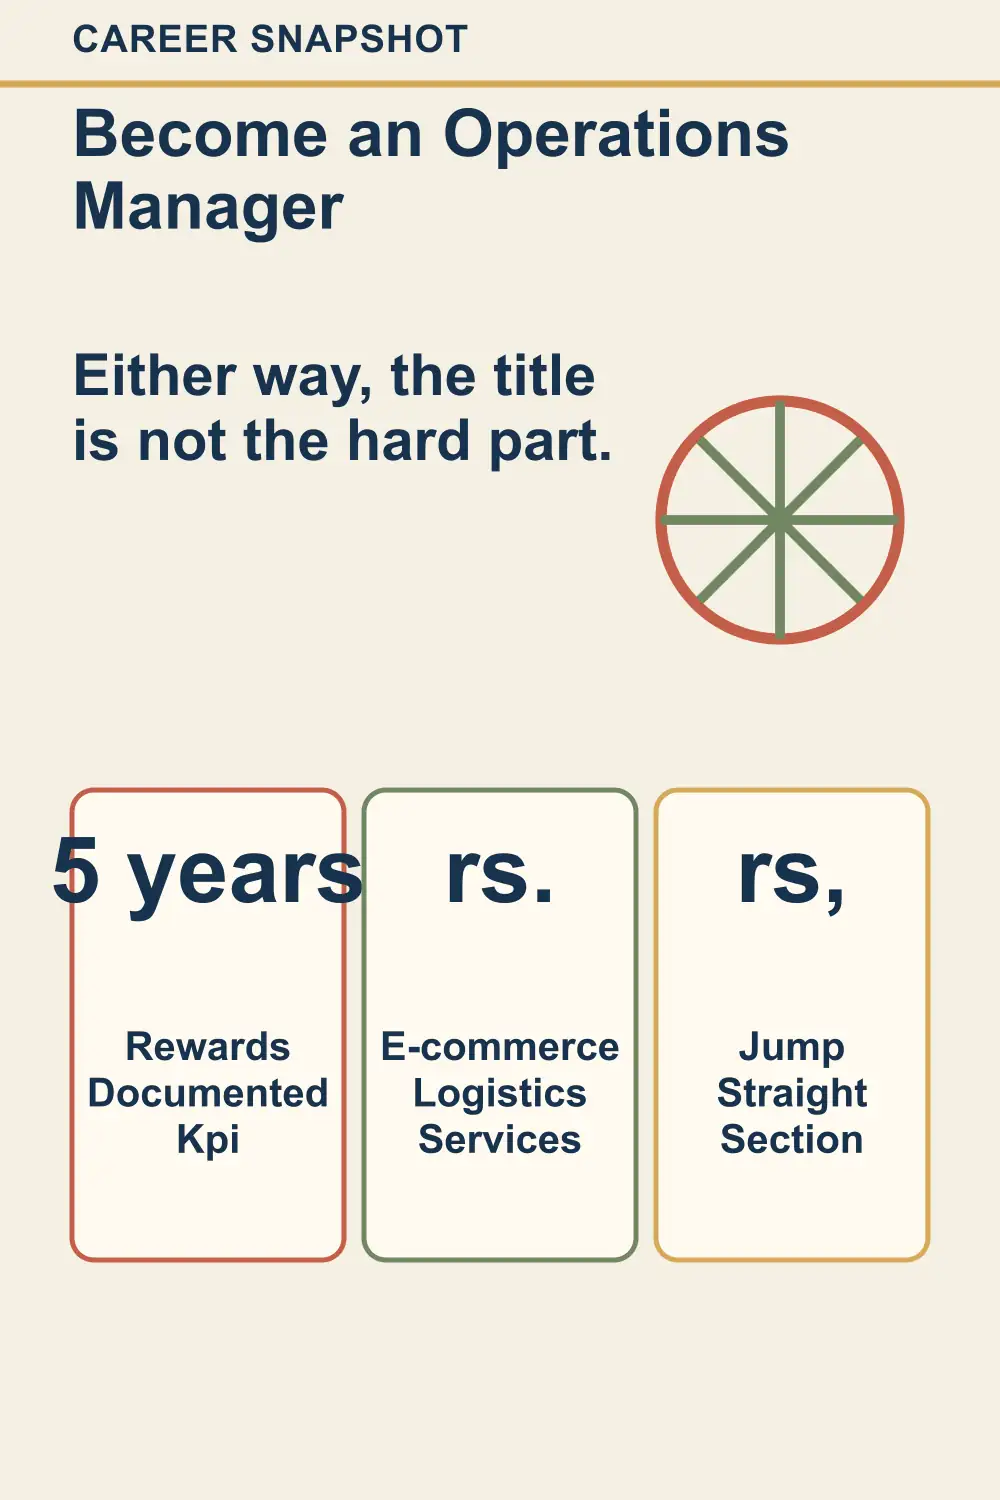 CAREER SNAPSHOT
Become an Operations
Manager
Either way, the title
is not the hard part.
5 years
rs.
rs,
Rewards
Documented
Kpi
E-commerce
Logistics
Services
Jump
Straight
Section